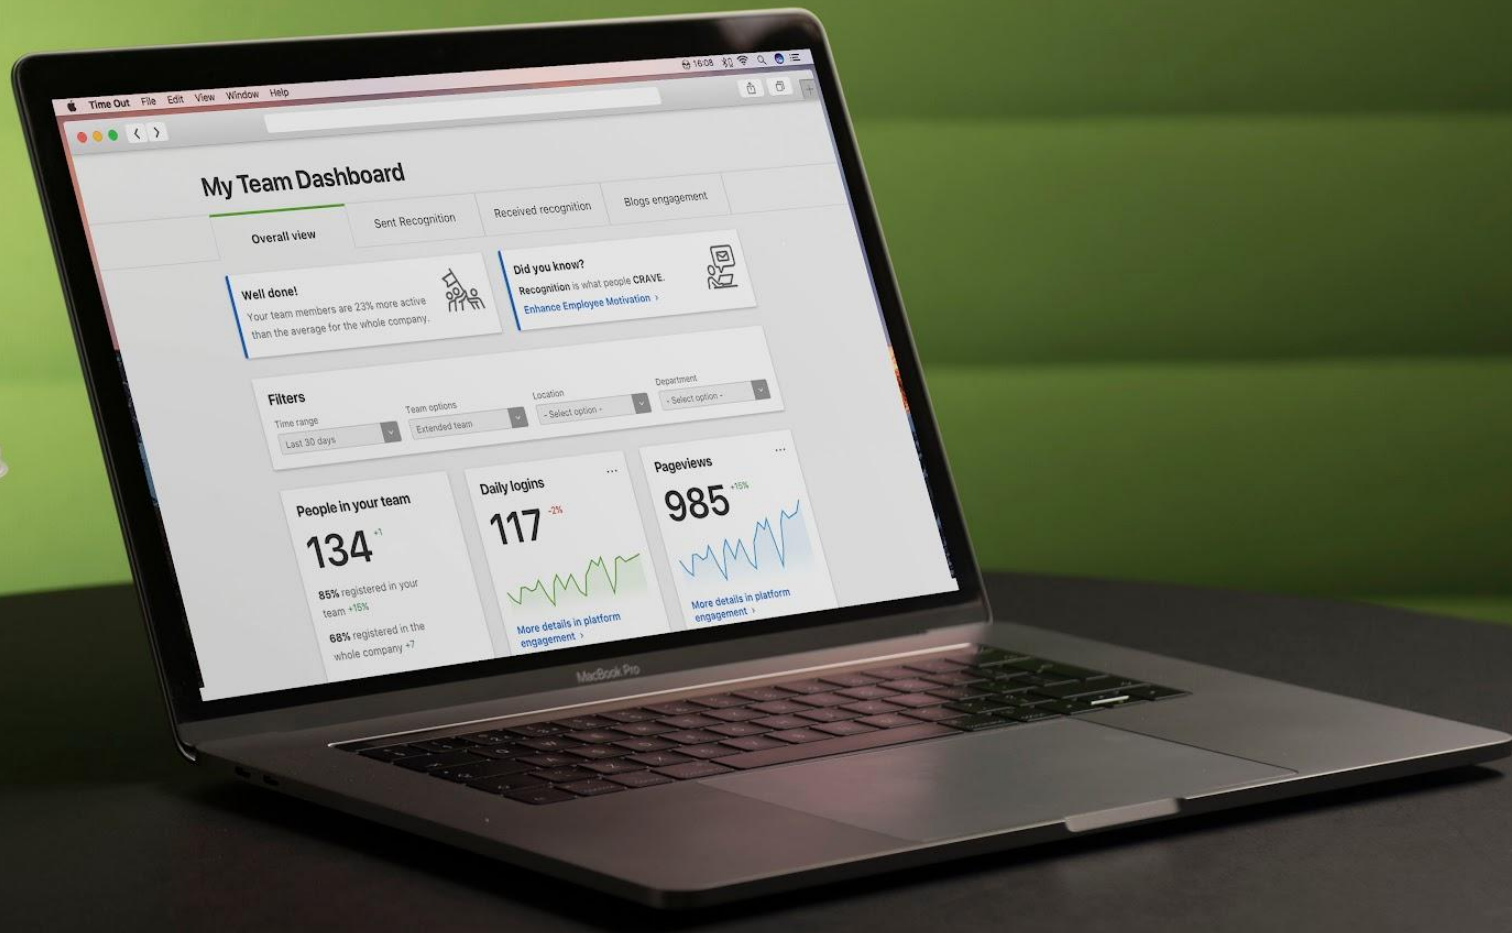 Time Out File Edit View Window Help
16:08
My Team Dashboard
Overall view
Sent Recognition
Received recognition
Blogs engagement
Well done!
Your team members are 23% more active
than the average for the whole company.
Did you know?
Recognition is what people CRAVE.
Enhance Employee Motivation ›
Filters
Time range
Last 30 days
Team options
Extended team
Location
- Select option -
Department
- Select option -
People in your team
134 +1
85% registered in your
team +15%
68% registered in the
whole company +7
Daily logins
117 -2%
More details in platform
engagement ›
Pageviews
985 +15%
More details in platform
engagement ›
MacBook Pro